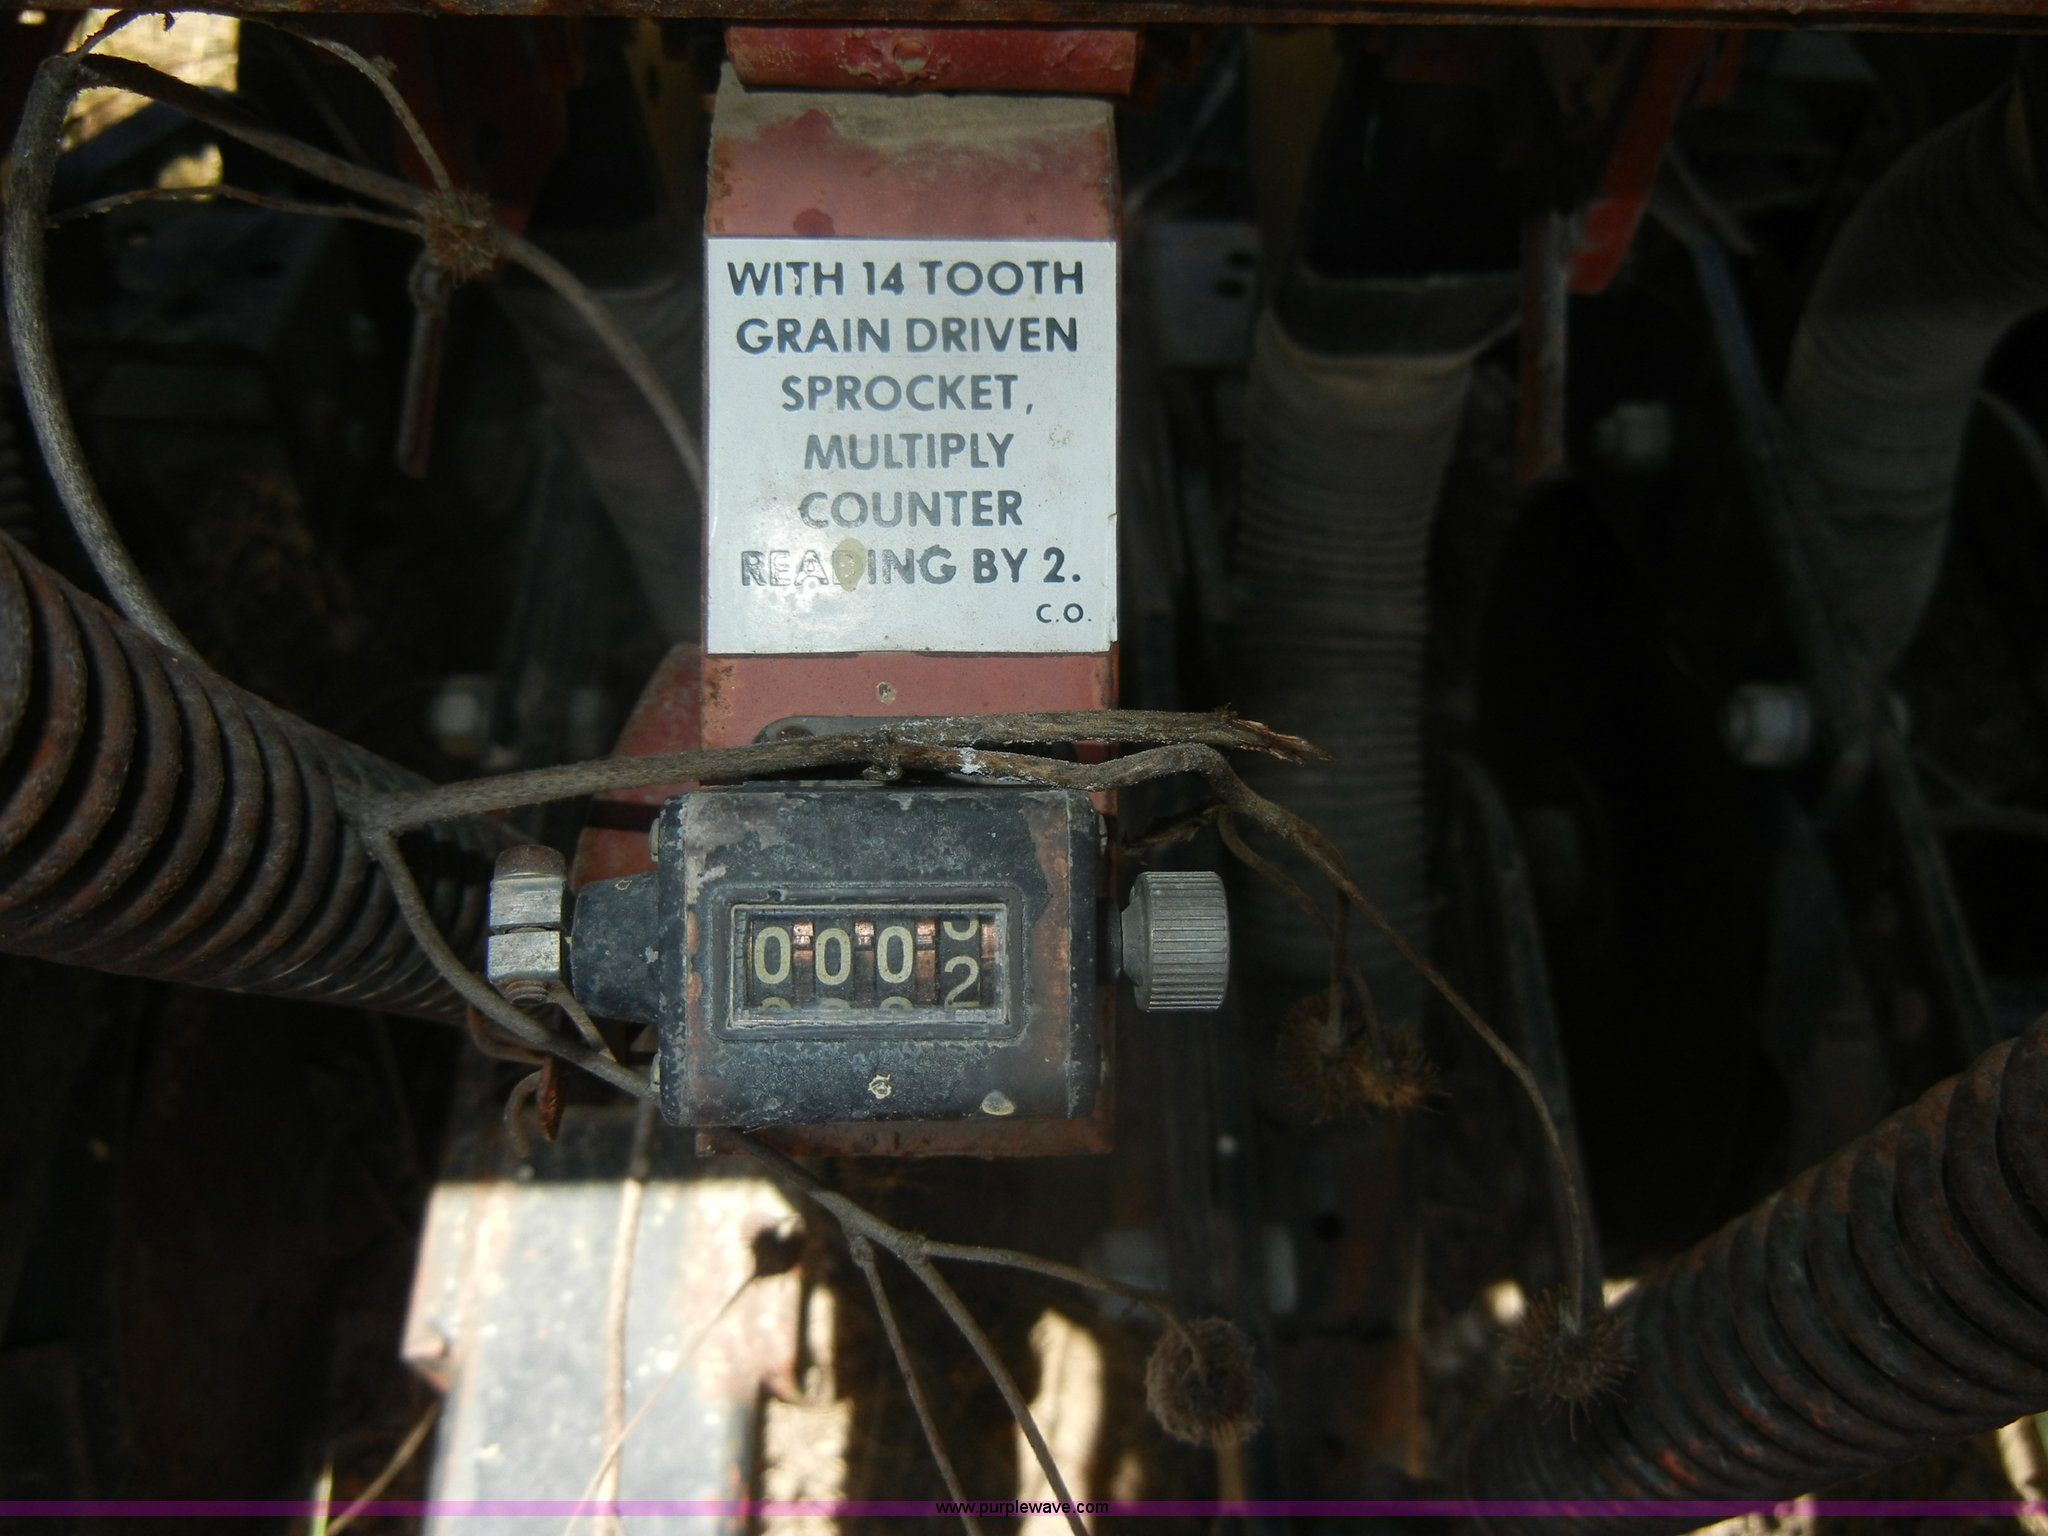 WITH 14 TOOTH
GRAIN DRIVEN
SPROCKET,
MULTIPLY
COUNTER
READING BY 2.
C.O.
0002
www.purplewave.com